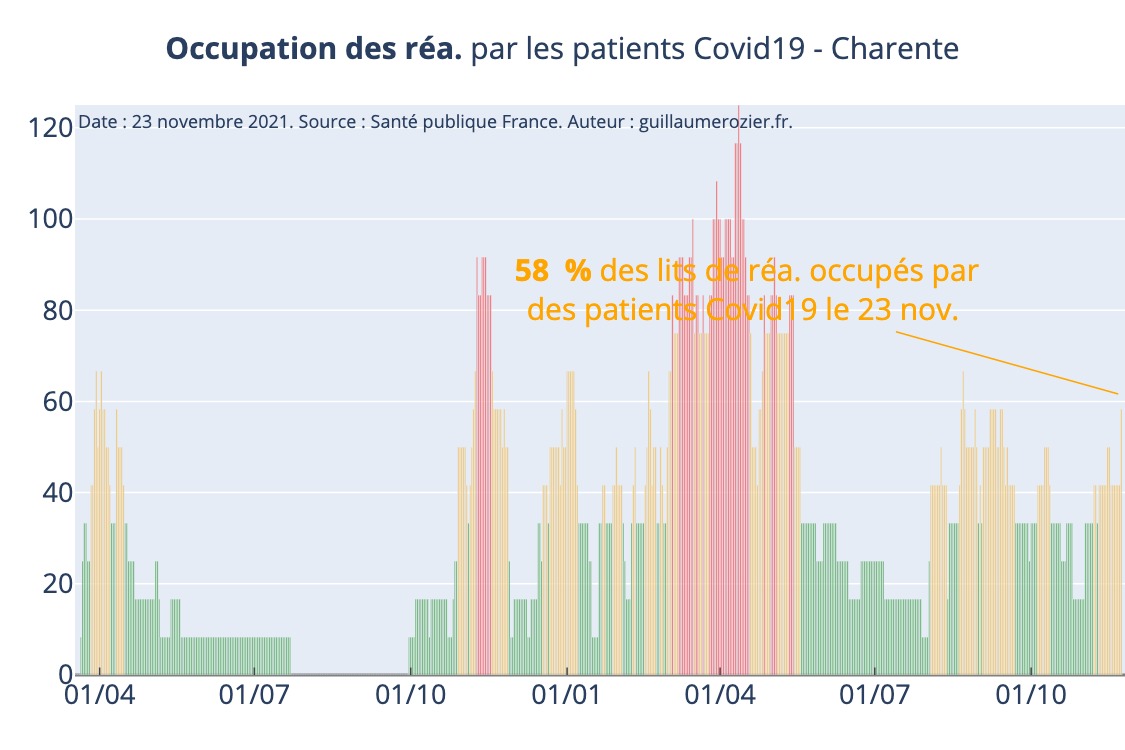 Occupation des réa. par les patients Covid19 - Charente
Date : 23 novembre 2021. Source : Santé publique France. Auteur : guillaumerozier.fr.
120
100
58 % des lits de réa. occupés par
des patients Covid19 le 23 nov.
80
60
40
20
0
01/04 01/07 01/10 01/01 01/04 01/07 01/10